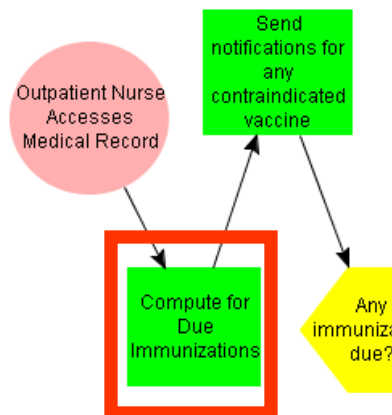 Outpatient Nurse
Accesses
Medical Record
Send
notifications for
any
contraindicated
vaccine
Compute for
Due
Immunizations
Any
due?